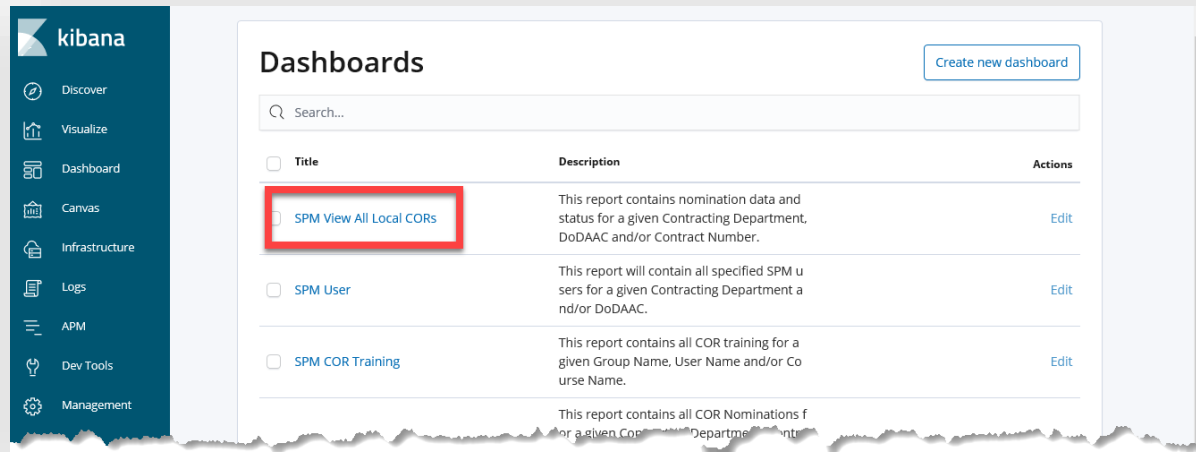 kibana
Discover
Visualize
Dashboard
Canvas
Infrastructure
Logs
APM
Dev Tools
Management
Dashboards
Create new dashboard
Search...
Title Description Actions
SPM View All Local CORs
This report contains nomination data and
status for a given Contracting Department,
DoDAAC and/or Contract Number.
Edit
SPM User
This report will contain all specified SPM u
sers for a given Contracting Department a
nd/or DoDAAC.
Edit
SPM COR Training
This report contains all COR training for a
given Group Name, User Name and/or Co
urse Name.
Edit
This report contains all COR Nominations f
or a given